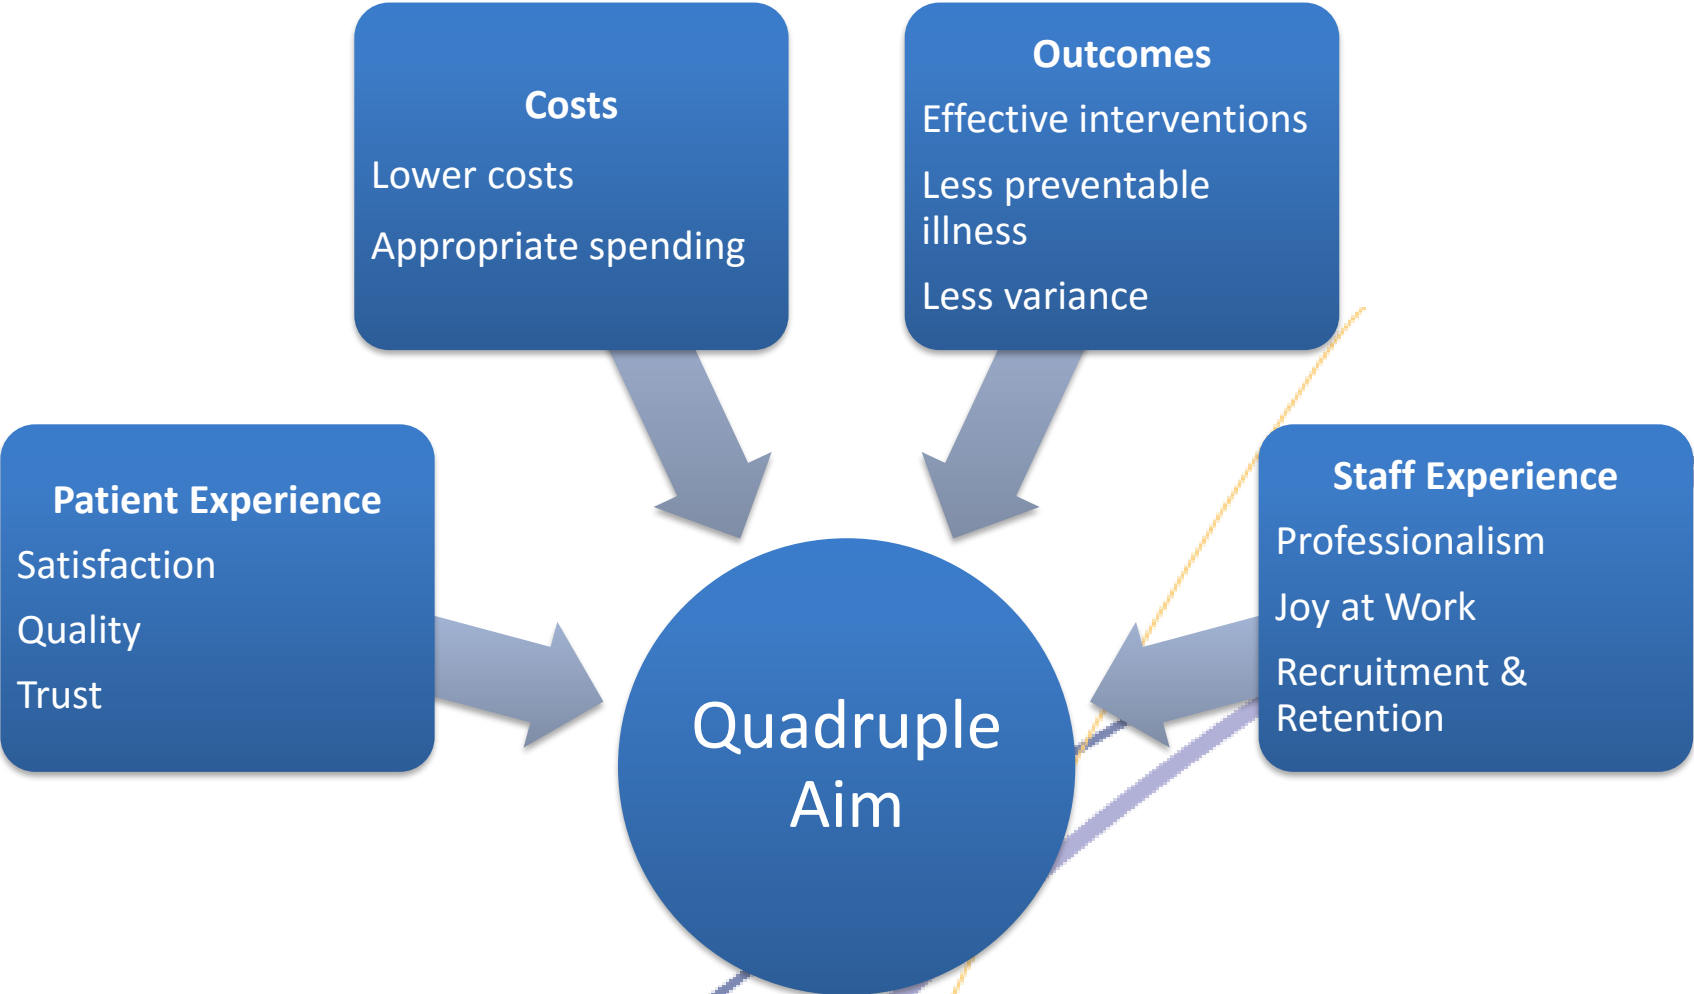 Costs
Lower costs
Appropriate spending
Outcomes
Effective interventions
Less preventable
illness
Less variance
Patient Experience
Satisfaction
Quality
Trust
Staff Experience
Professionalism
Joy at Work
Recruitment &
Retention
Quadruple
Aim